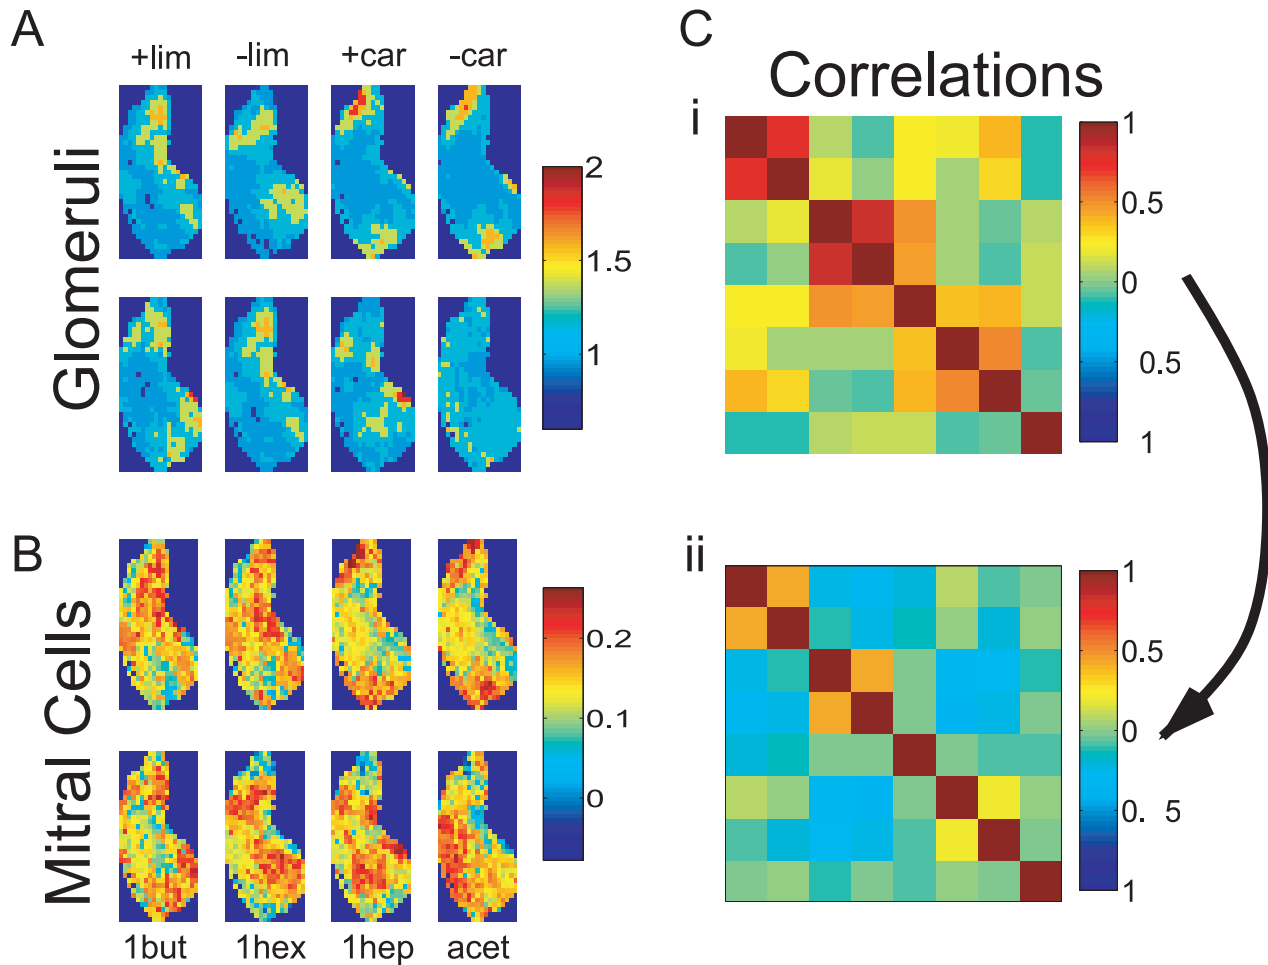 A
+lim -lim +car -car
Glomeruli
2
1.5
1
B
Mitral Cells
0.2
0.1
0
1but 1hex 1hep acet
C
Correlations
i
1
0.5
0
0.5
1
ii
1
0.5
0
0. 5
1